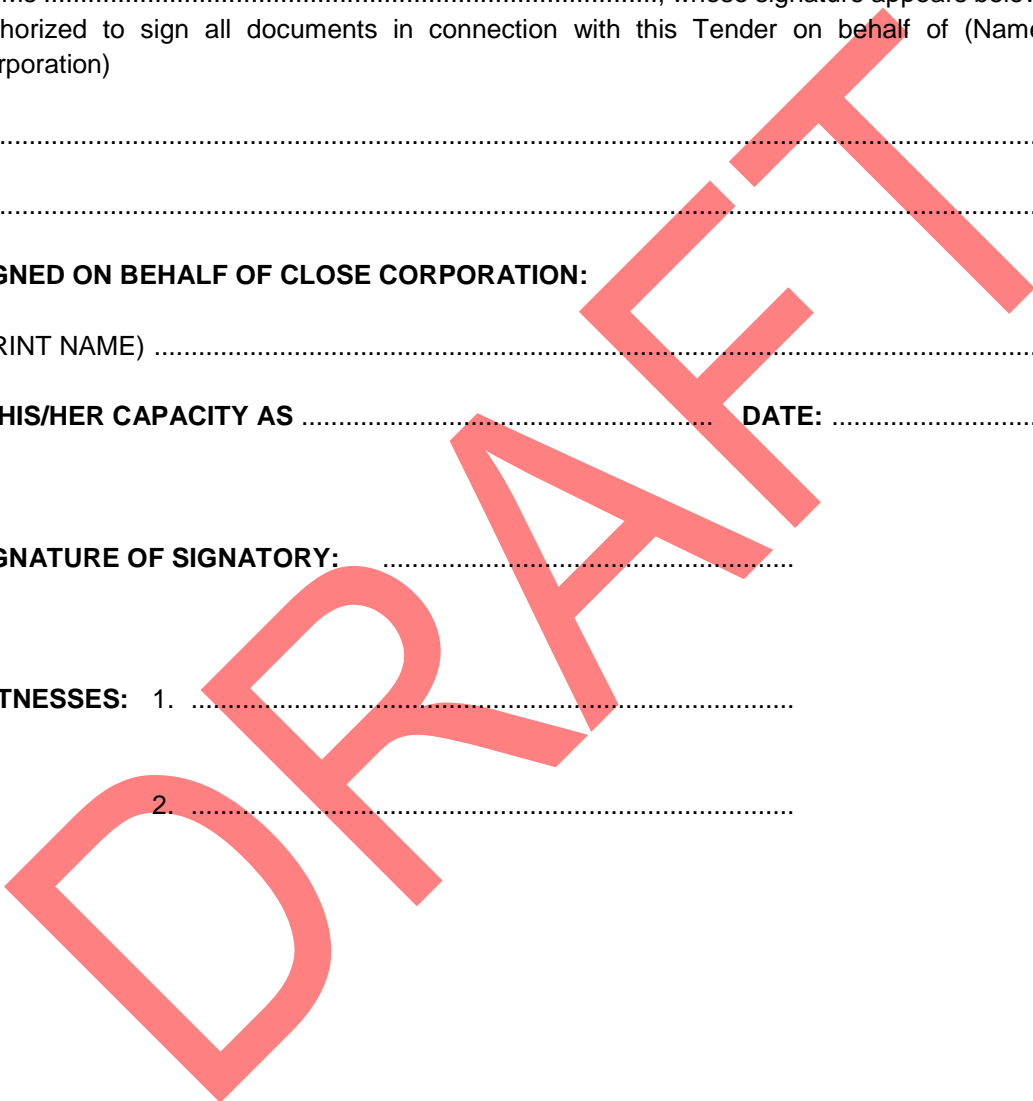 ms ...................................................................................., whose signature appears below
horized to sign all documents in connection with this Tender on behalf of (Name
rporation)
..............................................................................................................................................
..............................................................................................................................................
GNED ON BEHALF OF CLOSE CORPORATION:
RINT NAME) ........................................................................................................................
HIS/HER CAPACITY AS ........................................................ DATE: ............................
GNATURE OF SIGNATORY: ........................................................
TNESSES: 1. ..................................................................................
2. ..................................................................................
DRAFT